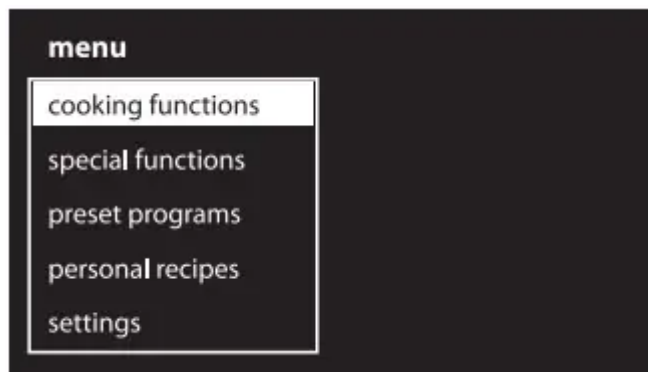 menu
cooking functions
special functions
preset programs
personal recipes
settings